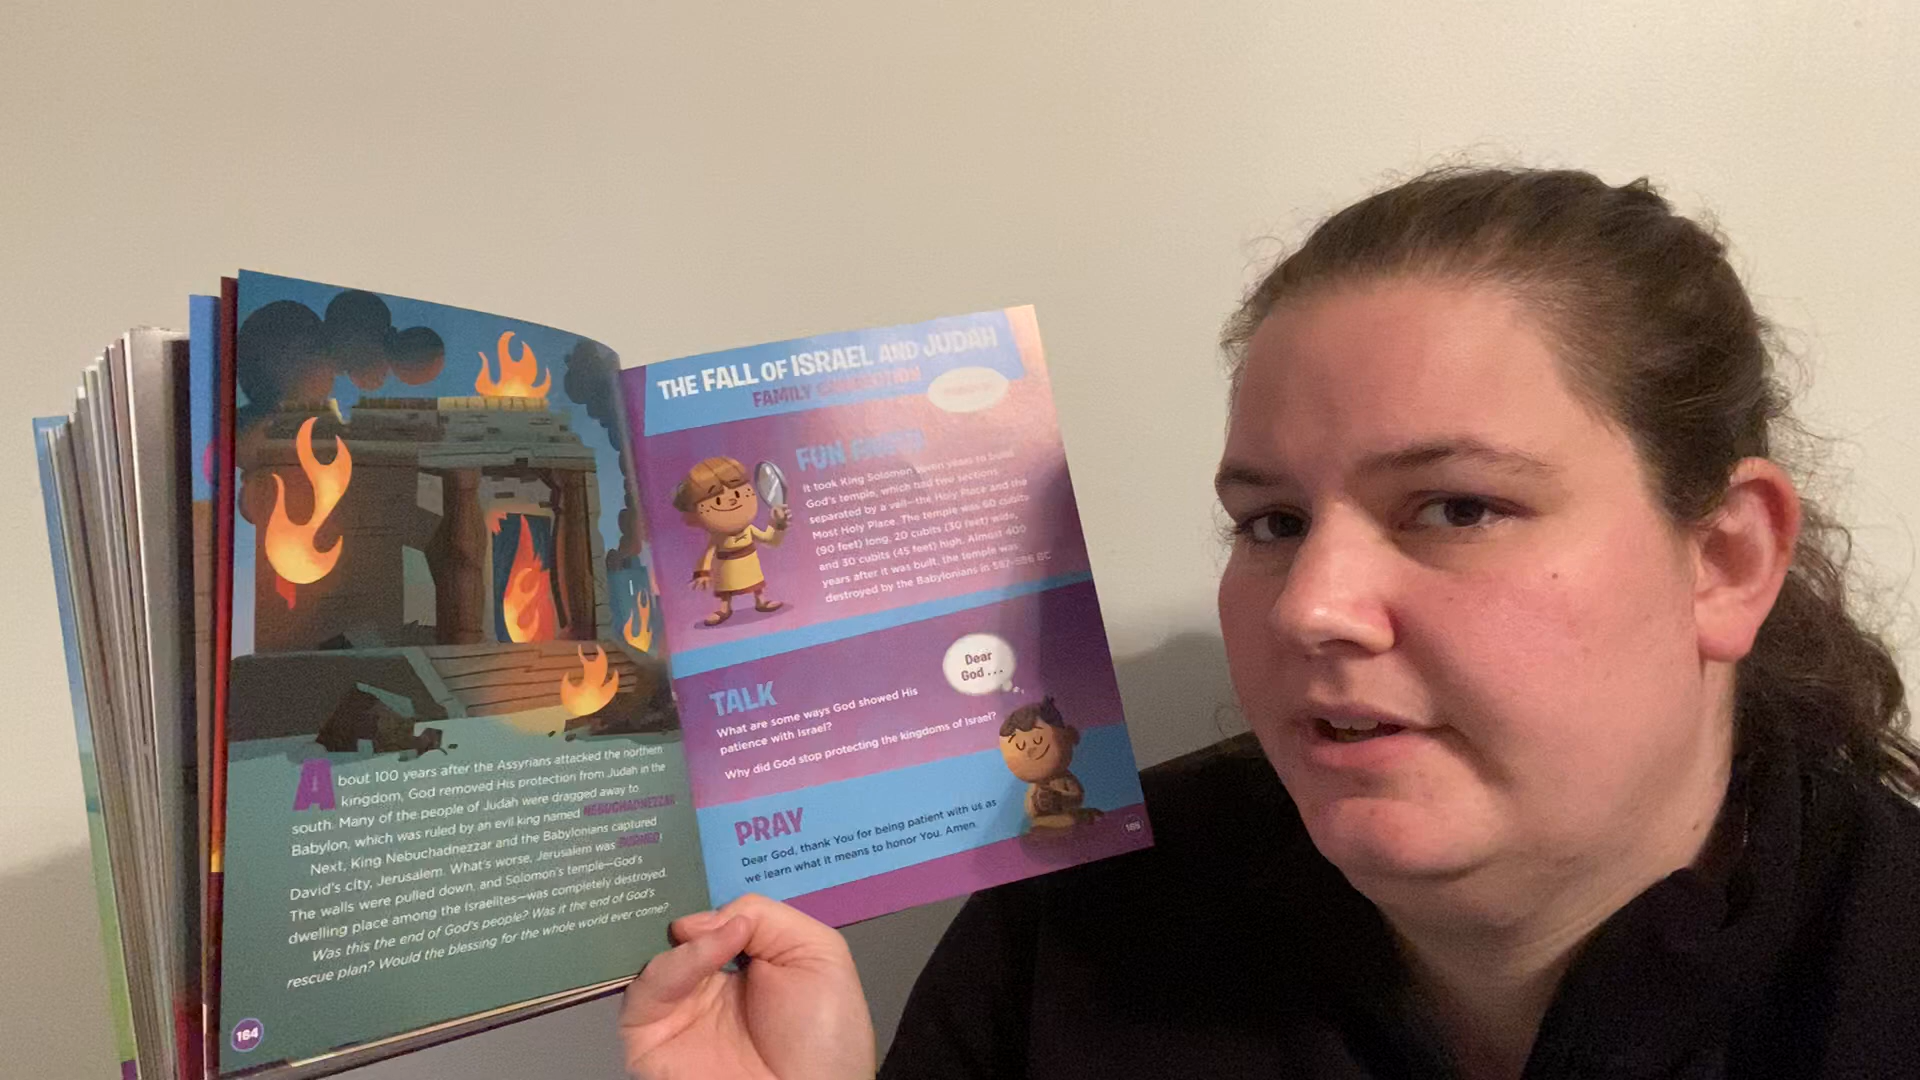 About 100 years after the Assyrians attacked the northern
kingdom, God removed His protection from Judah in the
south. Many of the people of Judah were dragged away to
Babylon, which was ruled by an evil king named NEBUCHADNEZZAR
Next, King Nebuchadnezzar and the Babylonians captured
David's city, Jerusalem. What's worse, Jerusalem was BURNED!
The walls were pulled down, and Solomon's temple—God's
dwelling place among the Israelites—was completely destroyed.
Was this the end of God's people? Was it the end of God's
rescue plan? Would the blessing for the whole world ever come?
164
THE FALL OF ISRAEL AND JUDAH
FAMILY CONNECTION
FUN
It took King Solomon seven years to build
God's temple, which had two sections
separated by a veil—the Holy Place and the
Most Holy Place. The temple was 60 cubits
(90 feet) long, 20 cubits (30 feet) wide,
and 30 cubits (45 feet) high. Almost 400
years after it was built, the temple was
destroyed by the Babylonians in 587-586 BC
TALK
What are some ways God showed His
patience with Israel?
Why did God stop protecting the kingdoms of Israel?
Dear
God...
PRAY
Dear God, thank You for being patient with us as
we learn what it means to honor You. Amen.
165